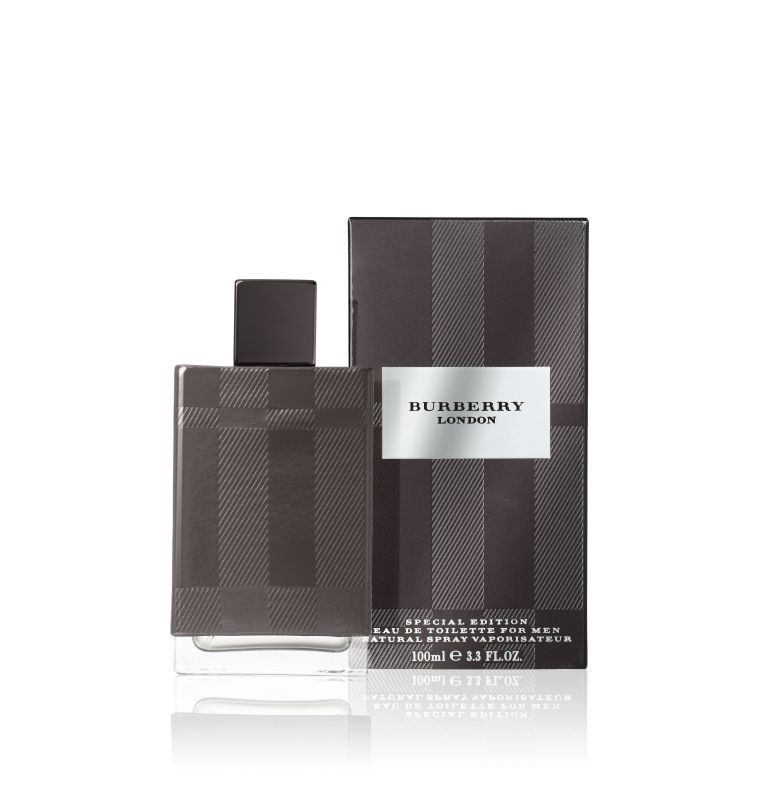 BURBERRY
LONDON
SPECIAL EDITION
EAU DE TOILETTE FOR MEN
NATURAL SPRAY VAPORISATEUR
100ml ℮ 3.3 FL.OZ.